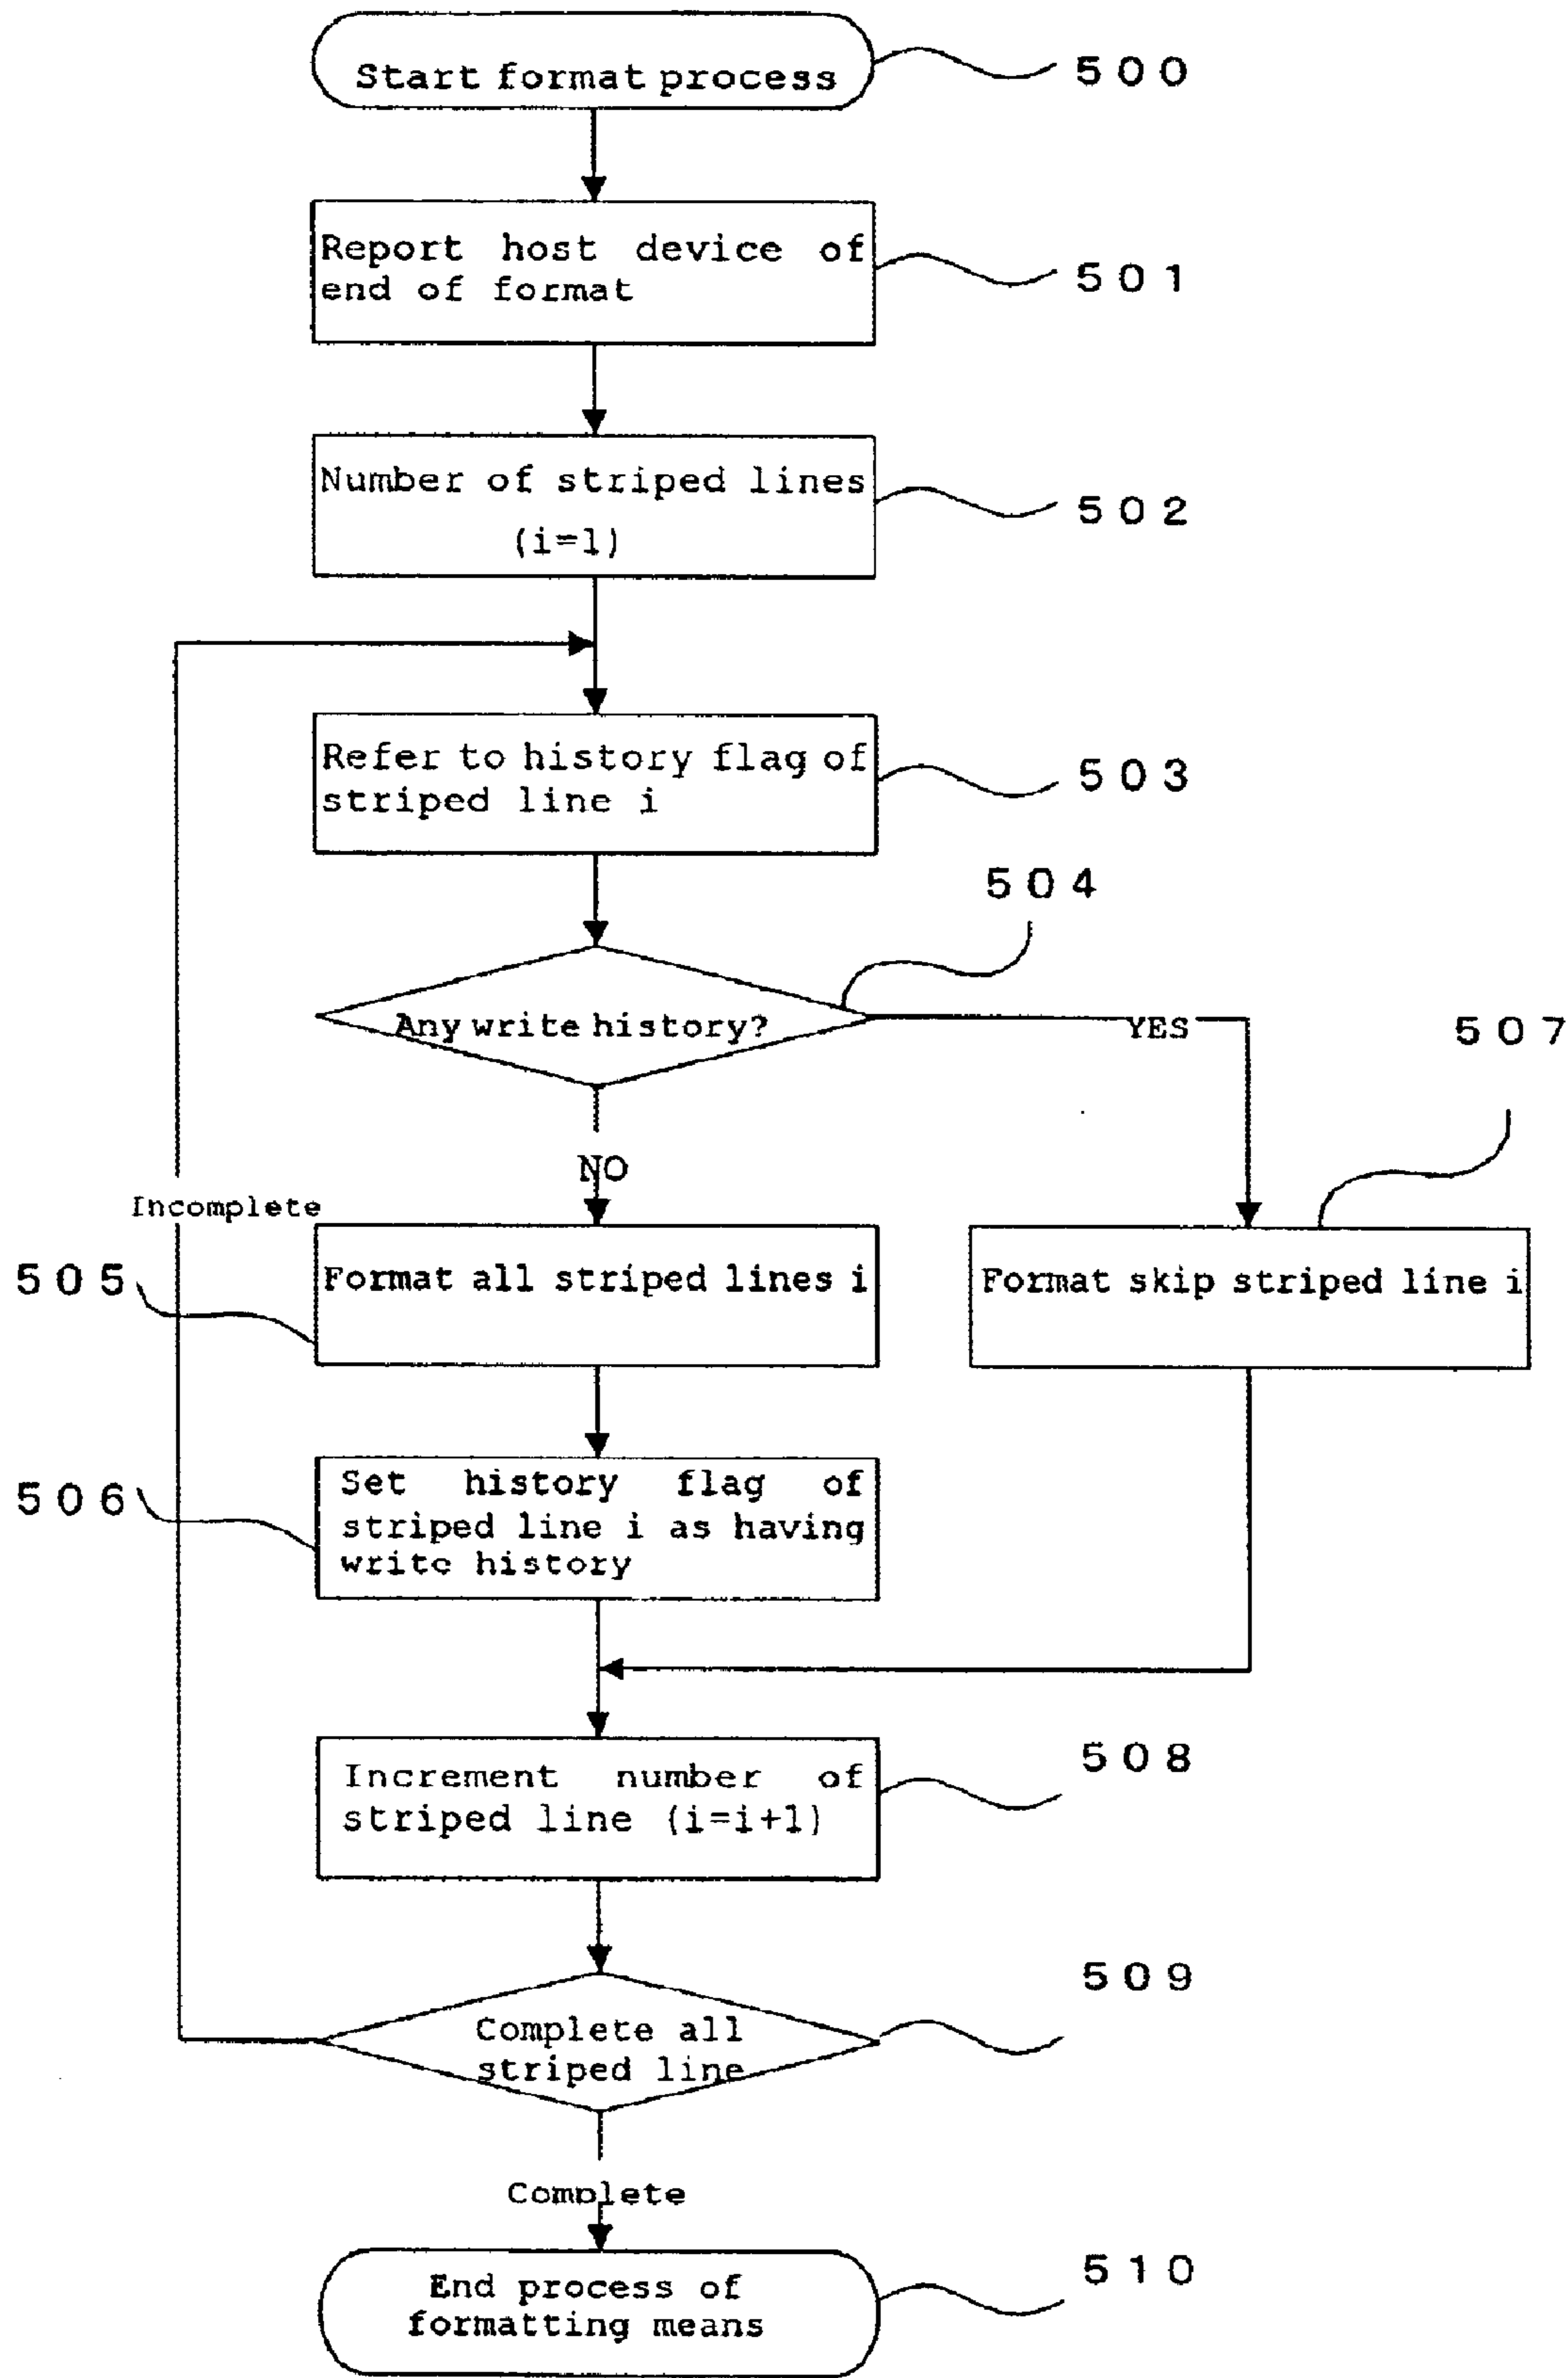 Start format process
500
Report host device of
end of format
501
Number of striped lines
(i=1)
502
Refer to history flag of
striped line i
503
504
Any write history?
YES
507
NO
Incomplete
505
Format all striped lines i
Format skip striped line i
506
Set history flag of
striped line i as having
write history
508
Increment number of
striped line (i=i+1)
509
Complete all
striped line
Complete
510
End process of
formatting means